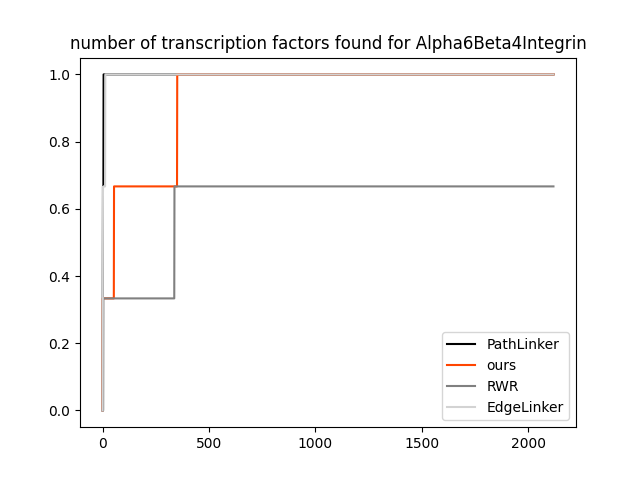 number of transcription factors found for Alpha6Beta4Integrin
1.0
0.8
0.6
0.4
0.2
0.0
0 500 1000 1500 2000
PathLinker
ours
RWR
EdgeLinker